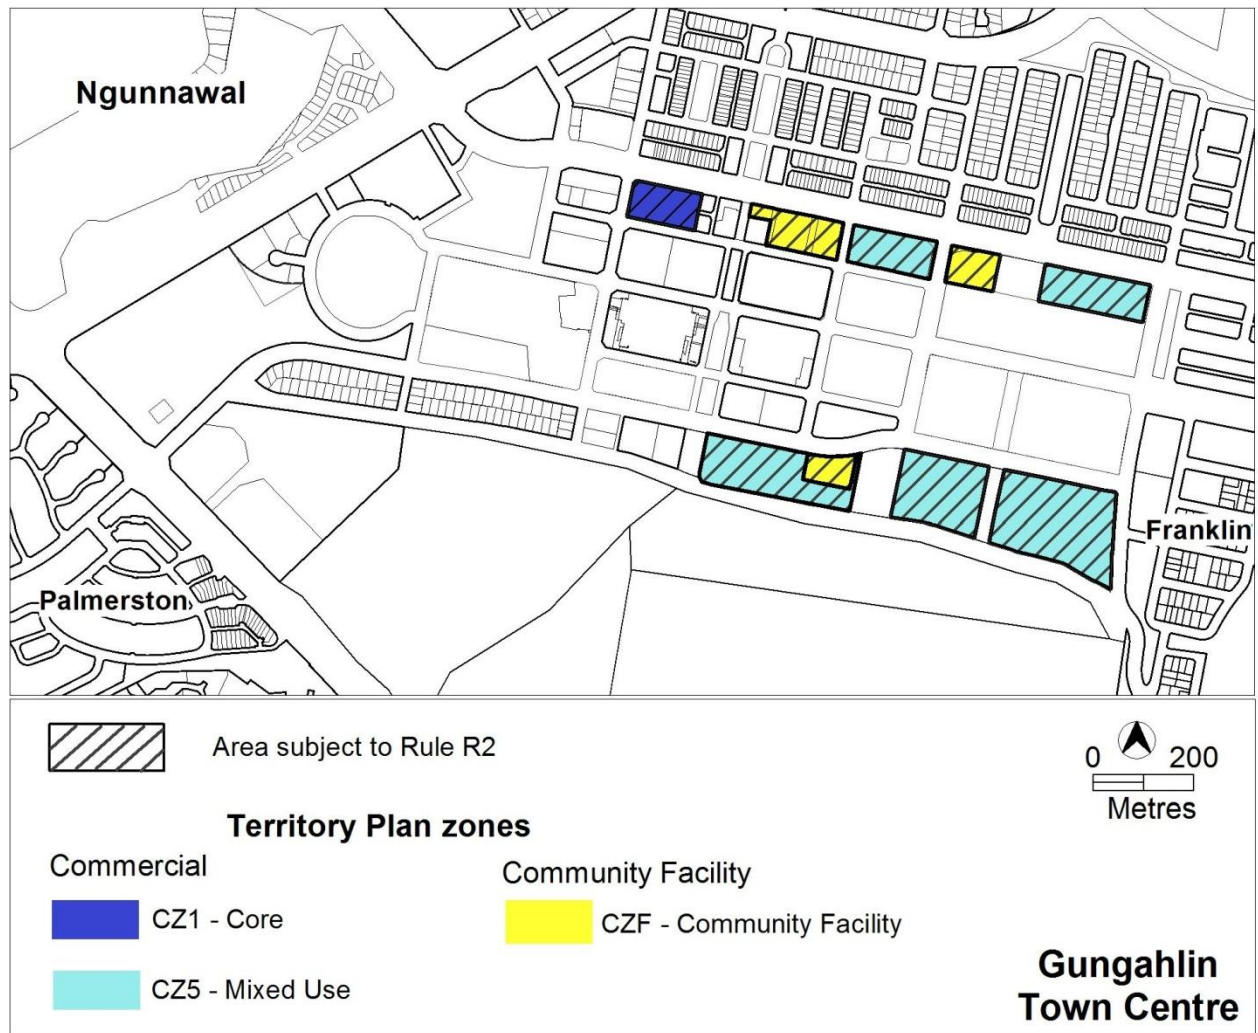 Ngunnawal
Franklin
Palmerston
Area subject to Rule R2
0 200
Metres
Territory Plan zones
Commercial
CZ1 - Core
CZ5 - Mixed Use
Community Facility
CZF - Community Facility
Gungahlin
Town Centre